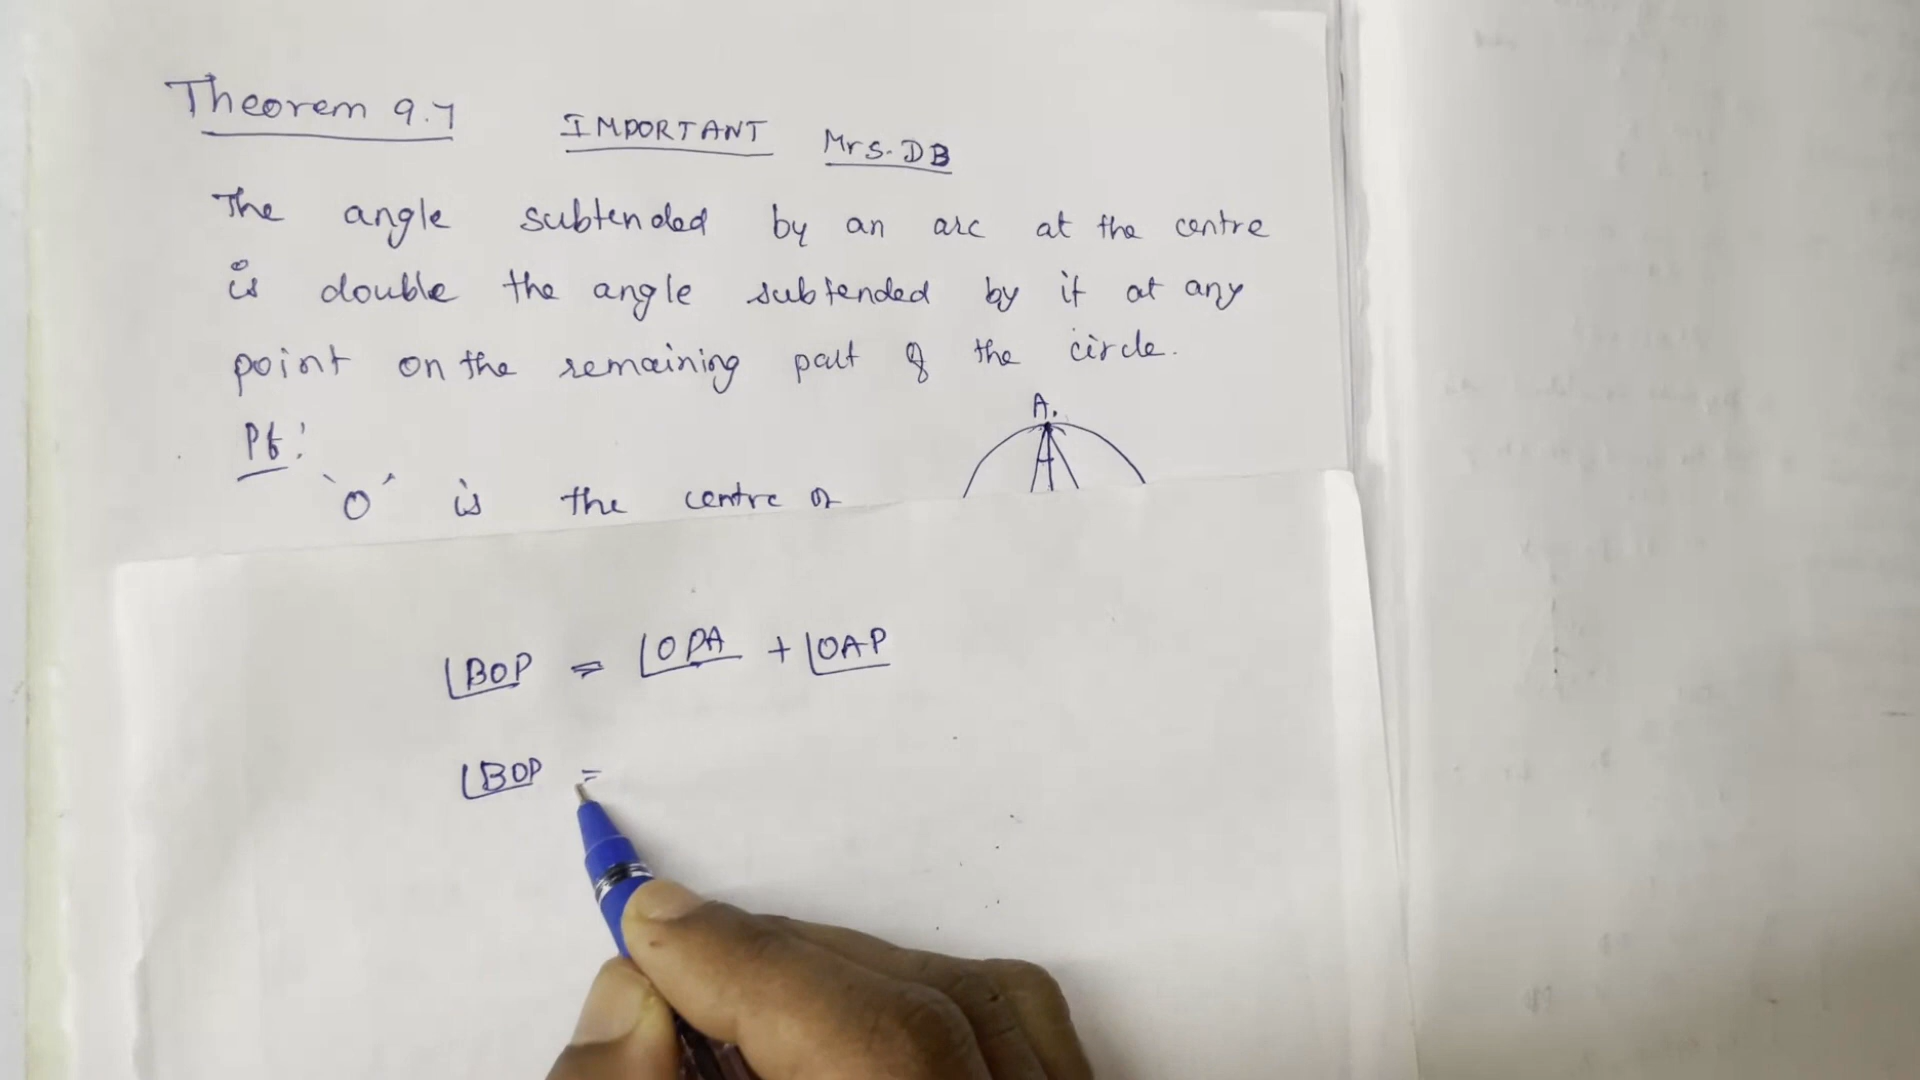 Theorem 9.7
IMPORTANT
Mrs. DB
The angle subtended by an arc at the centre
is double the angle subtended by it at any
point on the remaining part of the circle.
Pf:
'O' is the centre of
A.
∠BOP = ∠OPA + ∠OAP
∠BOP =